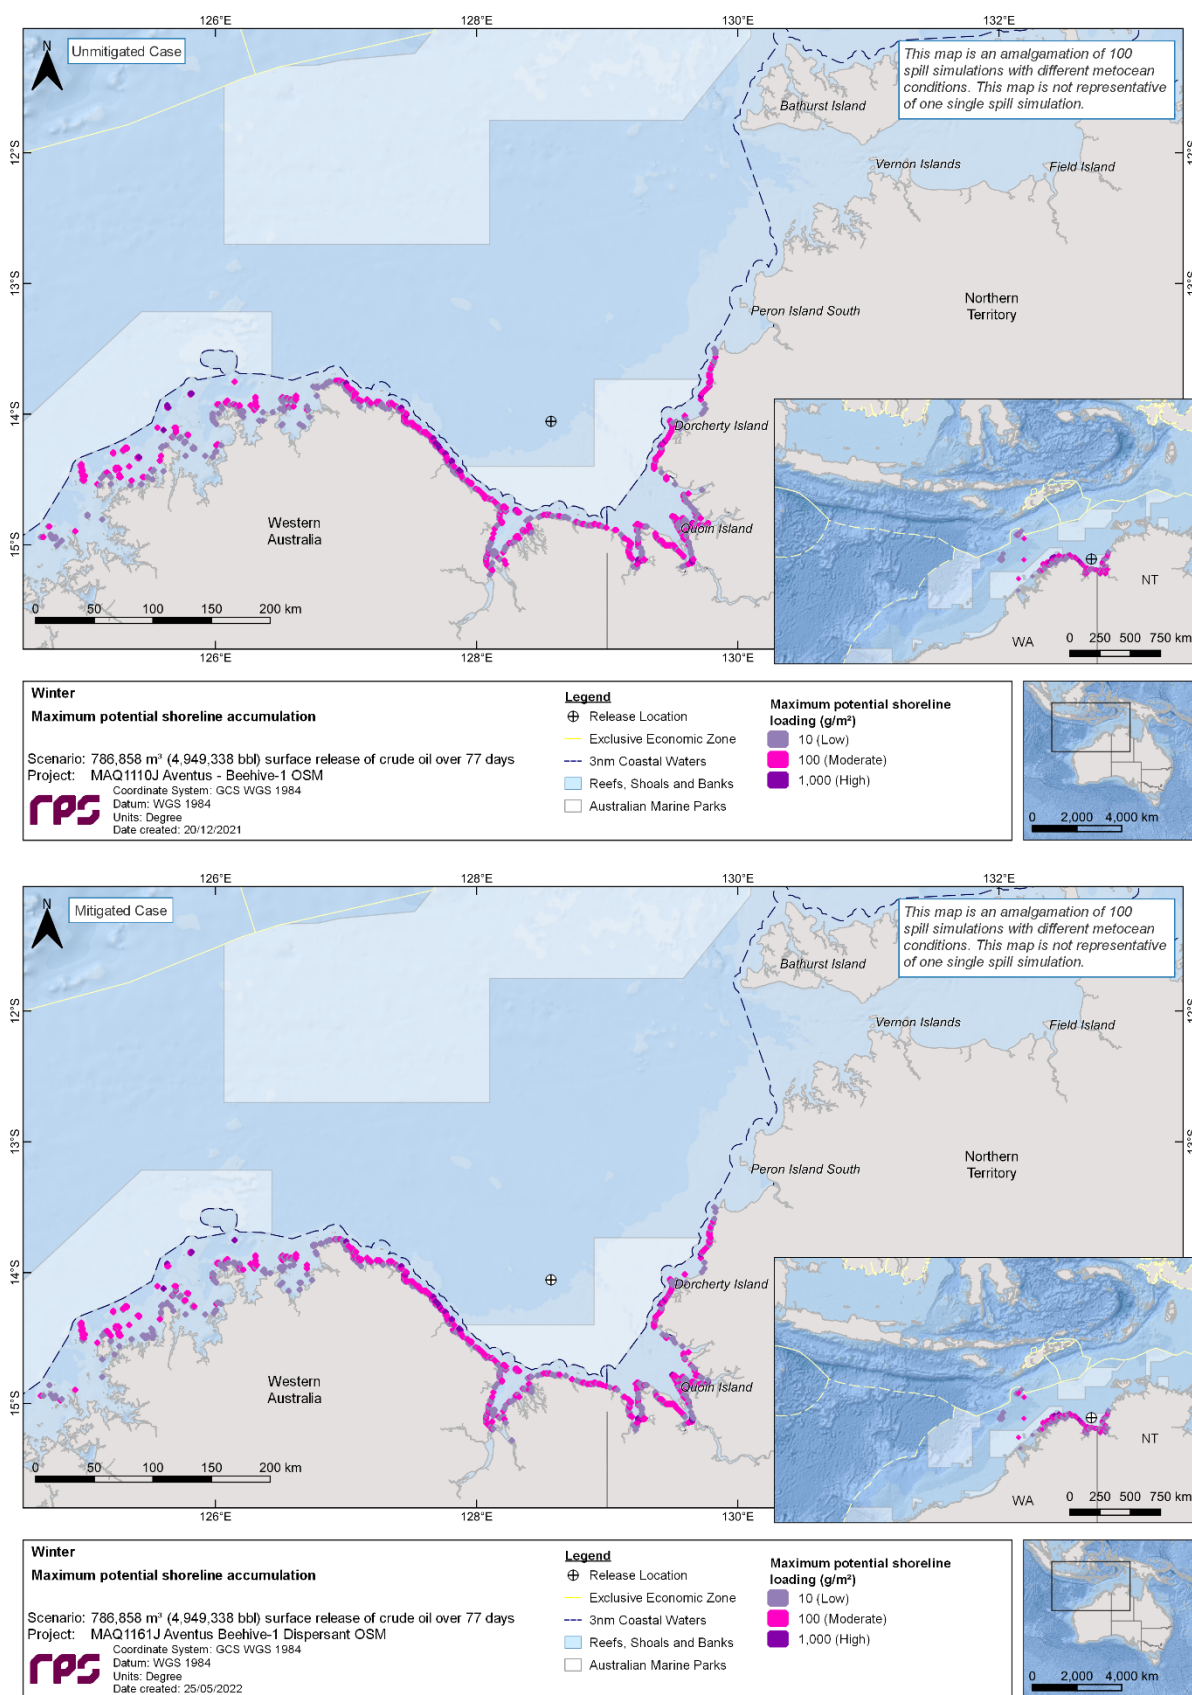 126°E
128°E
130°E
132°E
N
Unmitigated Case
This map is an amalgamation of 100
spill simulations with different metocean
conditions. This map is not representative
of one single spill simulation.
Bathurst Island
12°S
12°S
Vernon Islands
Field Island
13°S
13°S
Northern
Territory
Peron Island South
14°S
Dorcherty Island
Western
Australia
Quoin Island
15°S
NT
WA
0 50 100 150 200 km
0 250 500 750 km
126°E
128°E
130°E
132°E
Winter
Maximum potential shoreline accumulation
Scenario: 786,858 m³ (4,949,338 bbl) surface release of crude oil over 77 days
Project: MAQ1110J Aventus - Beehive-1 OSM
rps
Coordinate System: GCS WGS 1984
Datum: WGS 1984
Units: Degree
Date created: 20/12/2021
Legend
Release Location
Exclusive Economic Zone
3nm Coastal Waters
Reefs, Shoals and Banks
Australian Marine Parks
Maximum potential shoreline
loading (g/m²)
10 (Low)
100 (Moderate)
1,000 (High)
0 2,000 4,000 km
126°E
128°E
130°E
132°E
N
Mitigated Case
This map is an amalgamation of 100
spill simulations with different metocean
conditions. This map is not representative
of one single spill simulation.
Bathurst Island
12°S
12°S
Vernon Islands
Field Island
13°S
13°S
Northern
Territory
Peron Island South
14°S
Dorcherty Island
Western
Australia
Quoin Island
15°S
NT
WA
0 50 100 150 200 km
0 250 500 750 km
126°E
128°E
130°E
132°E
Winter
Maximum potential shoreline accumulation
Scenario: 786,858 m³ (4,949,338 bbl) surface release of crude oil over 77 days
Project: MAQ1161J Aventus Beehive-1 Dispersant OSM
rps
Coordinate System: GCS WGS 1984
Datum: WGS 1984
Units: Degree
Date created: 25/05/2022
Legend
Release Location
Exclusive Economic Zone
3nm Coastal Waters
Reefs, Shoals and Banks
Australian Marine Parks
Maximum potential shoreline
loading (g/m²)
10 (Low)
100 (Moderate)
1,000 (High)
0 2,000 4,000 km